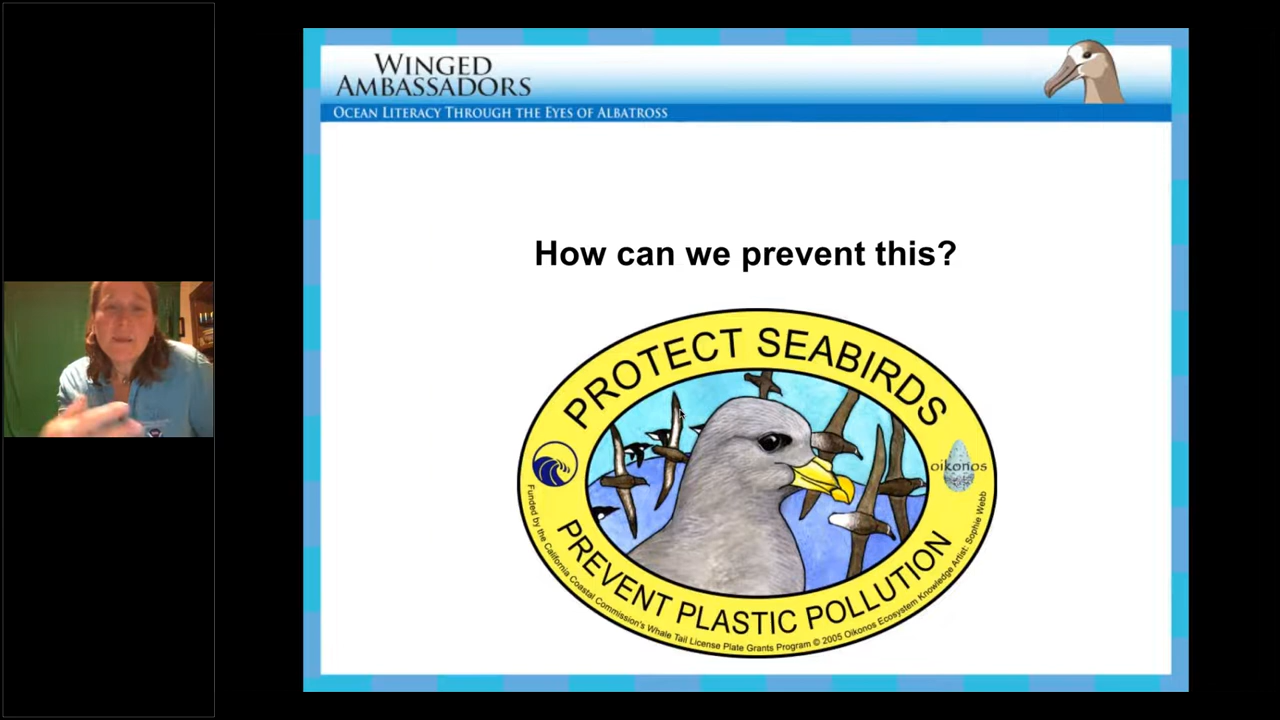 WINGED
AMBASSADORS
OCEAN LITERACY THROUGH THE EYES OF ALBATROSS
How can we prevent this?
PROTECT SEABIRDS
oikonos
PREVENT PLASTIC POLLUTION
Funded by the California Coastal Commission's Whale Tail License Plate Grants Program © 2005 Oikonos Ecosystem Knowledge Artist: Sophie Webb